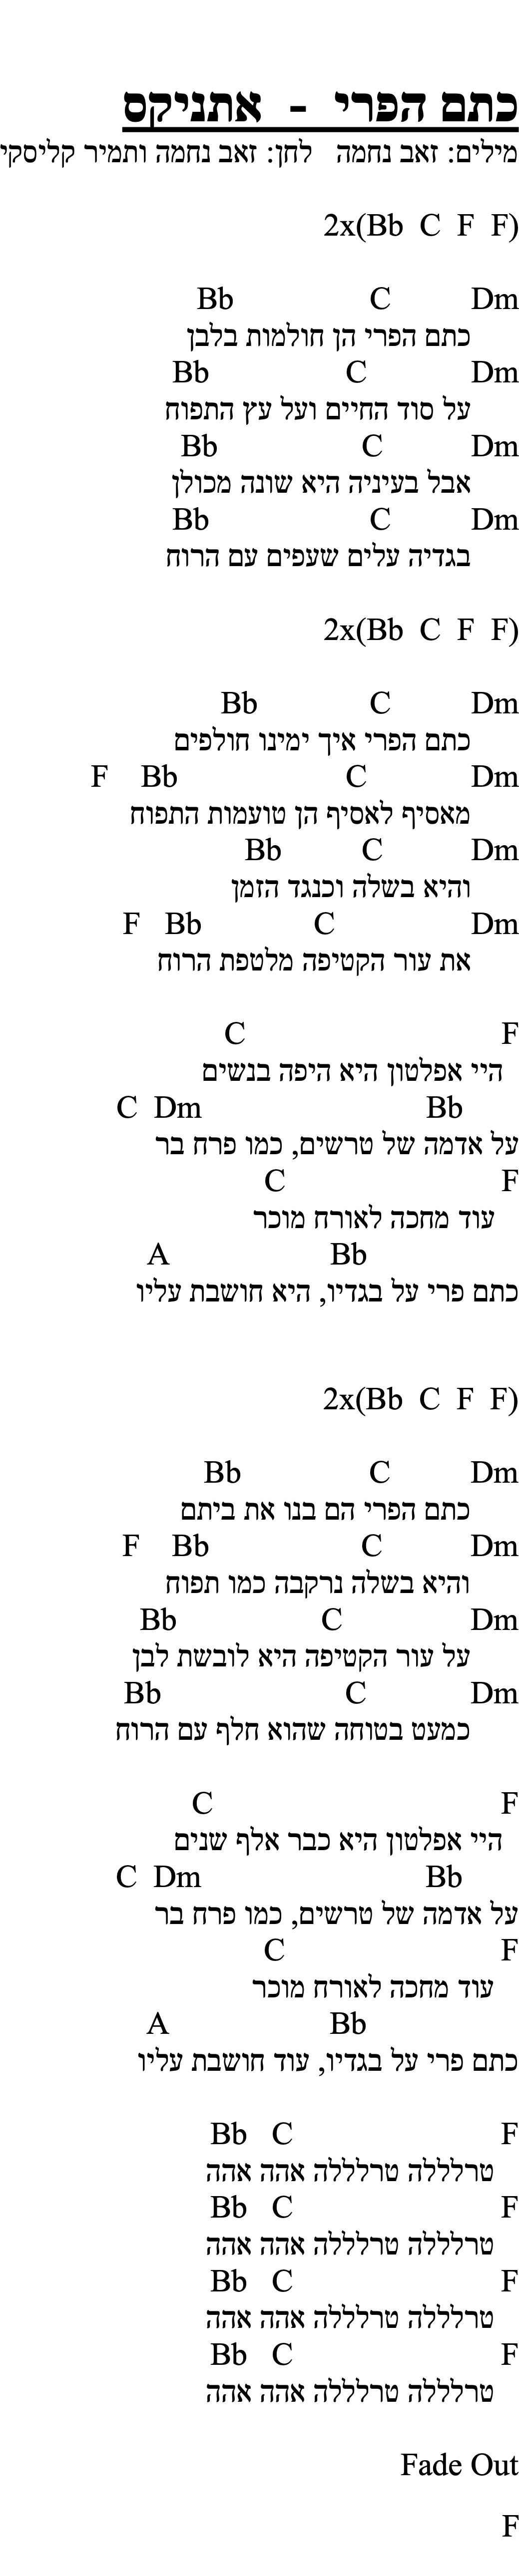 כתם הפרי - אתניקס
מילים: זאב נחמה לחן: זאב נחמה ותמיר קליסקי
2x(Bb C F F)
Bb C Dm
כתם הפרי הן חולמות בלבן
Bb C Dm
על סוד החיים ועל עץ התפוח
Bb C Dm
אבל בעיניה היא שונה מכולן
Bb C Dm
בגדיה עלים שעפים עם הרוח
2x(Bb C F F)
Bb C Dm
כתם הפרי איך ימינו חולפים
F Bb C Dm
מאסיף לאסיף הן טועמות התפוח
Bb C Dm
והיא בשלה וכנגד הזמן
F Bb C Dm
את עור הקטיפה מלטפת הרוח
C F
היי אפלטון היא היפה בנשים
C Dm Bb
על אדמה של טרשים, כמו פרח בר
C F
עוד מחכה לאורח מוכר
A Bb
כתם פרי על בגדיו, היא חושבת עליו
2x(Bb C F F)
Bb C Dm
כתם הפרי הם בנו את ביתם
F Bb C Dm
והיא בשלה נרקבה כמו תפוח
Bb C Dm
על עור הקטיפה היא לובשת לבן
Bb C Dm
כמעט בטוחה שהוא חלף עם הרוח
C F
היי אפלטון היא כבר אלף שנים
C Dm Bb
על אדמה של טרשים, כמו פרח בר
C F
עוד מחכה לאורח מוכר
A Bb
כתם פרי על בגדיו, עוד חושבת עליו
Bb C F
טרלללה טרלללה אהה אהה
Bb C F
טרלללה טרלללה אהה אהה
Bb C F
טרלללה טרלללה אהה אהה
Bb C F
טרלללה טרלללה אהה אהה
Fade Out
F